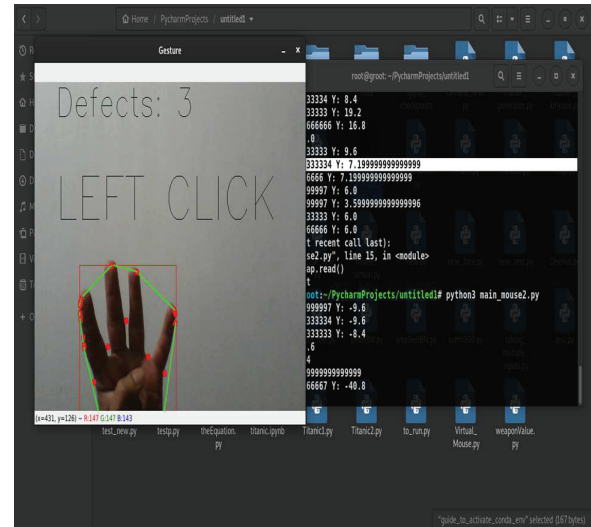 Home / PycharmProjects / untitled1
Gesture
Defects: 3
LEFT CLICK
(x=431, y=126) ~ R:147 G:147 B:143
root@groot: ~/PycharmProjects/untitled1
33334 Y: 8.4
33333 Y: 19.2
666666 Y: 16.8
.0
33333 Y: 9.6
333334 Y: 7.199999999999999
6666 Y: 7.199999999999999
99997 Y: 6.0
99997 Y: 3.599999999999996
33333 Y: 6.0
66666 Y: 6.0
t recent call last):
se2.py", line 15, in <module>
ap.read()
t
oot:~/PycharmProjects/untitled1# python3 main_mouse2.py
999997 Y: -9.6
333334 Y: -9.6
333333 Y: -8.4
.6
4
9999999999999
66667 Y: -40.8
test_new.py
testp.py
theEquation.
py
titanic.ipynb
Titanic1.py
Titanic2.py
to_run.py
Virtual_
Mouse.py
weaponValue.
py
"guide_to_activate_conda_env" selected (167 bytes)